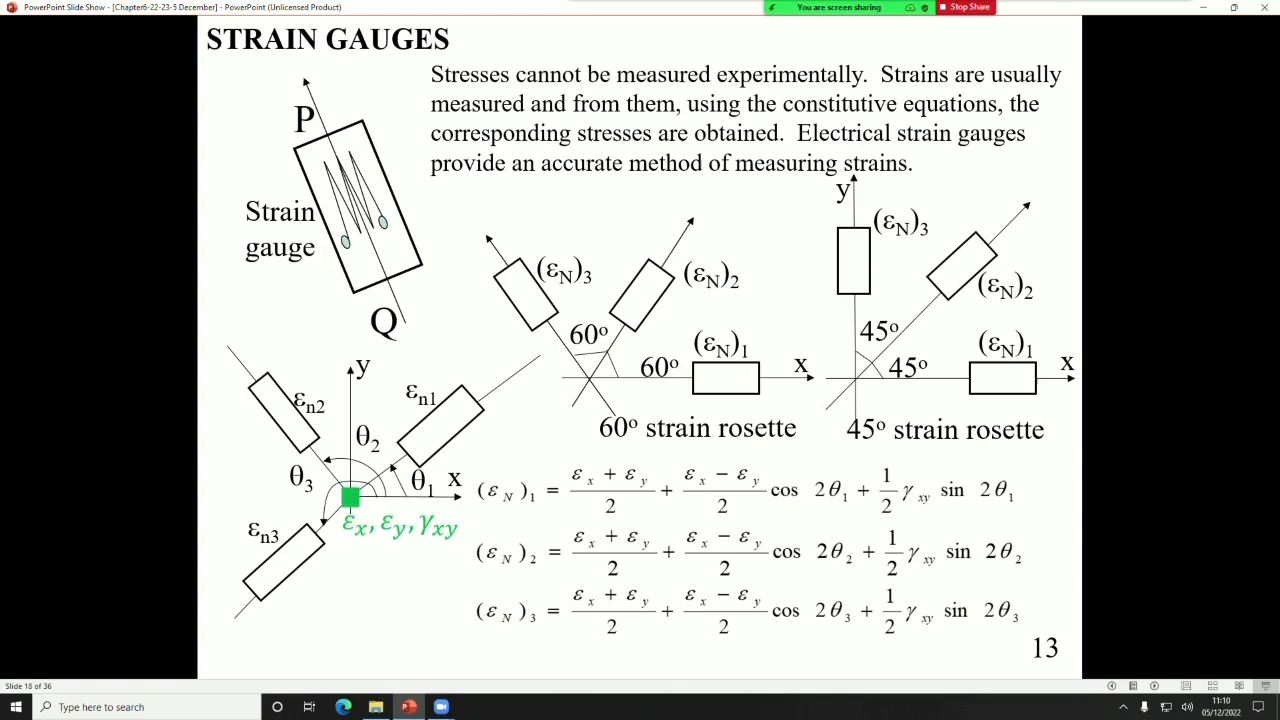 PowerPoint Slide Show - [Chapter6-22-23-5 December] - PowerPoint (Unlicensed Product)
You are screen sharing
Stop Share
STRAIN GAUGES
Stresses cannot be measured experimentally. Strains are usually
measured and from them, using the constitutive equations, the
corresponding stresses are obtained. Electrical strain gauges
provide an accurate method of measuring strains.
P
Strain
gauge
Q
(εN)3
(εN)2
60º
60º
(εN)1
x
60º strain rosette
y
(εN)3
(εN)2
45º
45º
(εN)1
x
45º strain rosette
y
εn2
εn1
θ2
θ3
θ1
x
εn3
εx, εy, γxy
(εN)1 = (εx + εy)/2 + (εx − εy)/2 cos 2θ1 + 1/2 γxy sin 2θ1
(εN)2 = (εx + εy)/2 + (εx − εy)/2 cos 2θ2 + 1/2 γxy sin 2θ2
(εN)3 = (εx + εy)/2 + (εx − εy)/2 cos 2θ3 + 1/2 γxy sin 2θ3
13
Slide 18 of 36
Type here to search
11:10
05/12/2022